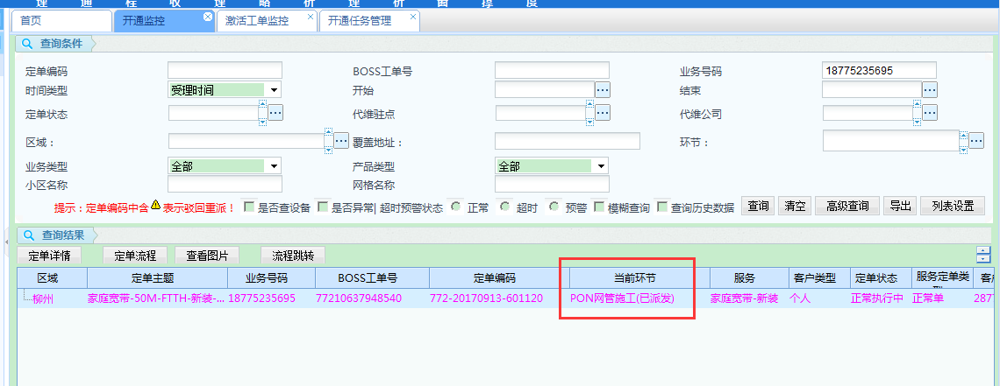 理 通 程 收 理 略 析 理 析 窗 撑 度
首页 开通监控 激活工单监控 开通任务管理
查询条件
定单编码 BOSS工单号 业务号码 18775235695
时间类型 受理时间 开始 结束
定单状态 代维驻点 代维公司
区域： 覆盖地址： 环节：
业务类型 全部 产品类型 全部
小区名称 网格名称
提示：定单编码中含 表示驳回重派！ 是否查设备 是否异常| 超时预警状态 正常 超时 预警 模糊查询 查询历史数据 查询 清空 高级查询 导出 列表设置
查询结果
定单详情 定单流程 查看图片 流程跳转
区域 定单主题 业务号码 BOSS工单号 定单编码 当前环节 服务 客户类型 定单状态 服务定单类
柳州 家庭宽带-50M-FTTH-新装-... 18775235695 77210637948540 772-20170913-601120 PON网管施工(已派发) 家庭宽带-新装 个人 正常执行中 正常单 2877